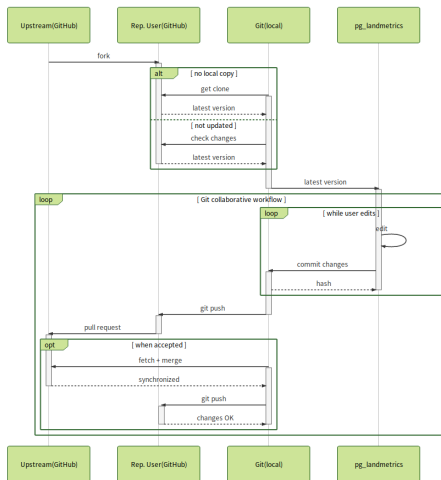 Upstream(GitHub) Rep. User(GitHub) Git(local) pg_landmetrics
fork
alt [ no local copy ]
get clone
latest version
[ not updated ]
check changes
latest version
latest version
loop [ Git collaborative workflow ]
loop [ while user edits ]
edit
commit changes
hash
git push
pull request
opt [ when accepted ]
fetch + merge
synchronized
git push
changes OK
Upstream(GitHub) Rep. User(GitHub) Git(local) pg_landmetrics